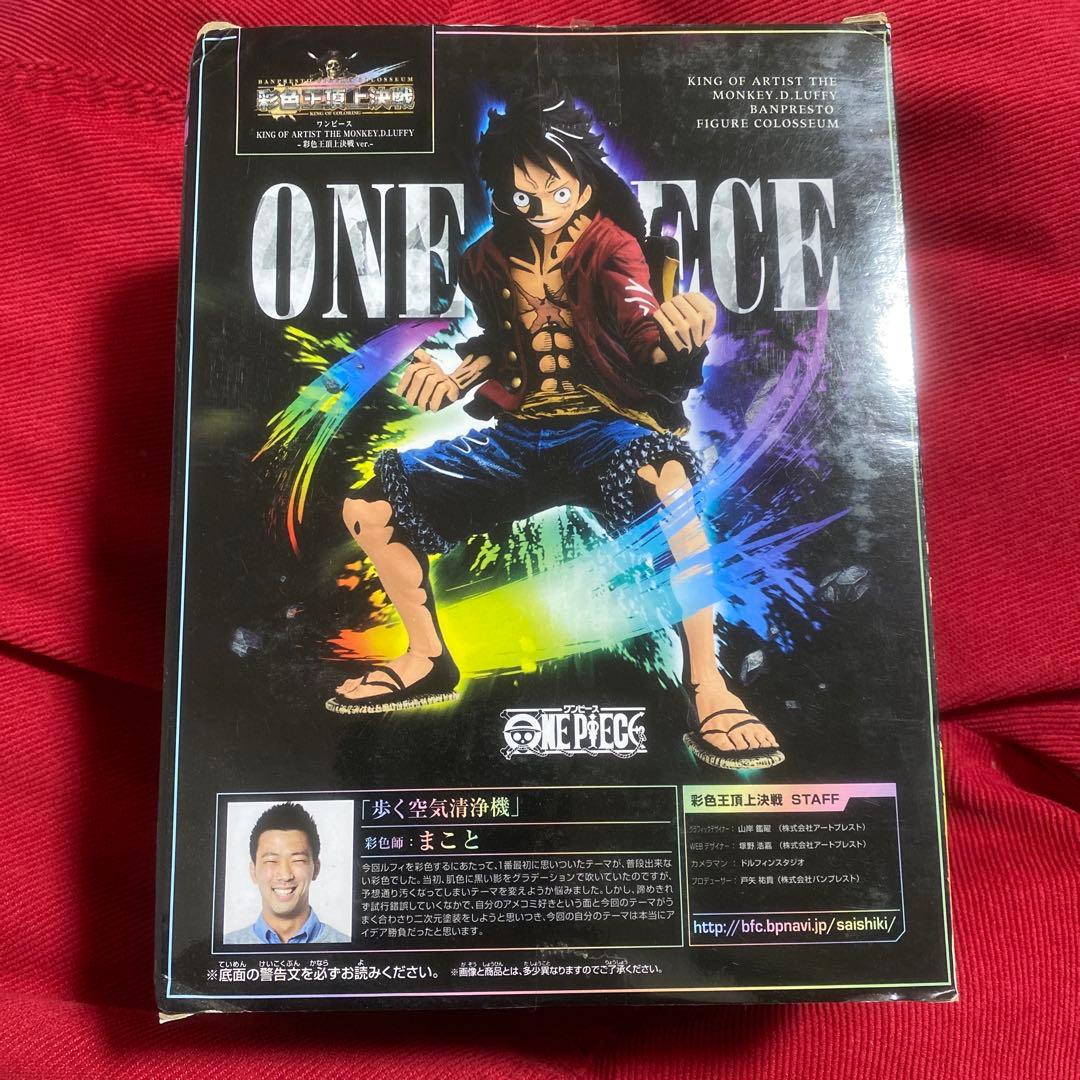 BANPRESTO FIGURE COLOSSEUM
彩色王頂上決戦
KING OF COLORING
ワンピース
KING OF ARTIST THE MONKEY.D.LUFFY
-彩色王頂上決戦 ver.-
KING OF ARTIST THE
MONKEY.D.LUFFY
BANPRESTO
FIGURE COLOSSEUM
ONE ECE
ワンピース
ONE PIECE
「歩く空気清浄機」
彩色師：まこと
今回ルフィを彩色するにあたって、1番最初に思いついたテーマが、普段出来な
い彩色でした。当初、肌色に黒い影をグラデーションで吹いていたのですが、
予想通り汚くなってしまいテーマを変えようか悩みました。しかし、諦めきれ
ず試行錯誤していくなかで、自分のアメコミ好きという面と今回のテーマが
うまく合わさり二次元塗装をしようと思いつき、今回の自分のテーマは本当にア
イデア勝負だったと思います。
彩色王頂上決戦 STAFF
グラフィックデザイナー：山岸 鑑曜 （株式会社アートプレスト）
WEBデザイナー：塚野 浩嘉 （株式会社アートプレスト）
カメラマン：ドルフィンスタジオ
プロデューサー：戸矢 祐貴（株式会社バンプレスト）
http://bfc.bpnavi.jp/saishiki/
※底面の警告文を必ずお読みください。 ※画像と商品とは、多少異なりますのでご了承ください。